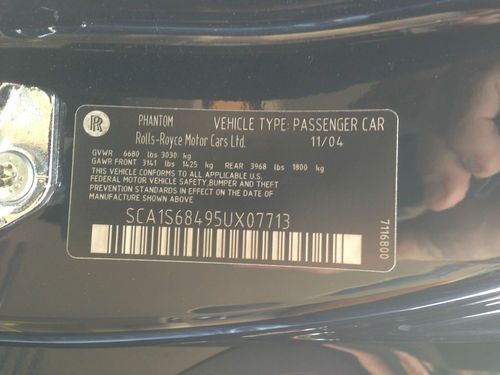 RR PHANTOM VEHICLE TYPE: PASSENGER CAR
Rolls-Royce Motor Cars Ltd. 11/04
GVWR 6680 lbs 3030 kg
GAWR FRONT 3141 lbs 1425 kg REAR 3968 lbs 1800 kg
THIS VEHICLE CONFORMS TO ALL APPLICABLE U.S.
FEDERAL MOTOR VEHICLE SAFETY,BUMPER AND THEFT
PREVENTION STANDARDS IN EFFECT ON THE DATE OF
MANUFACTURE SHOWN ABOVE.
SCA1S68495UX07713
7116800